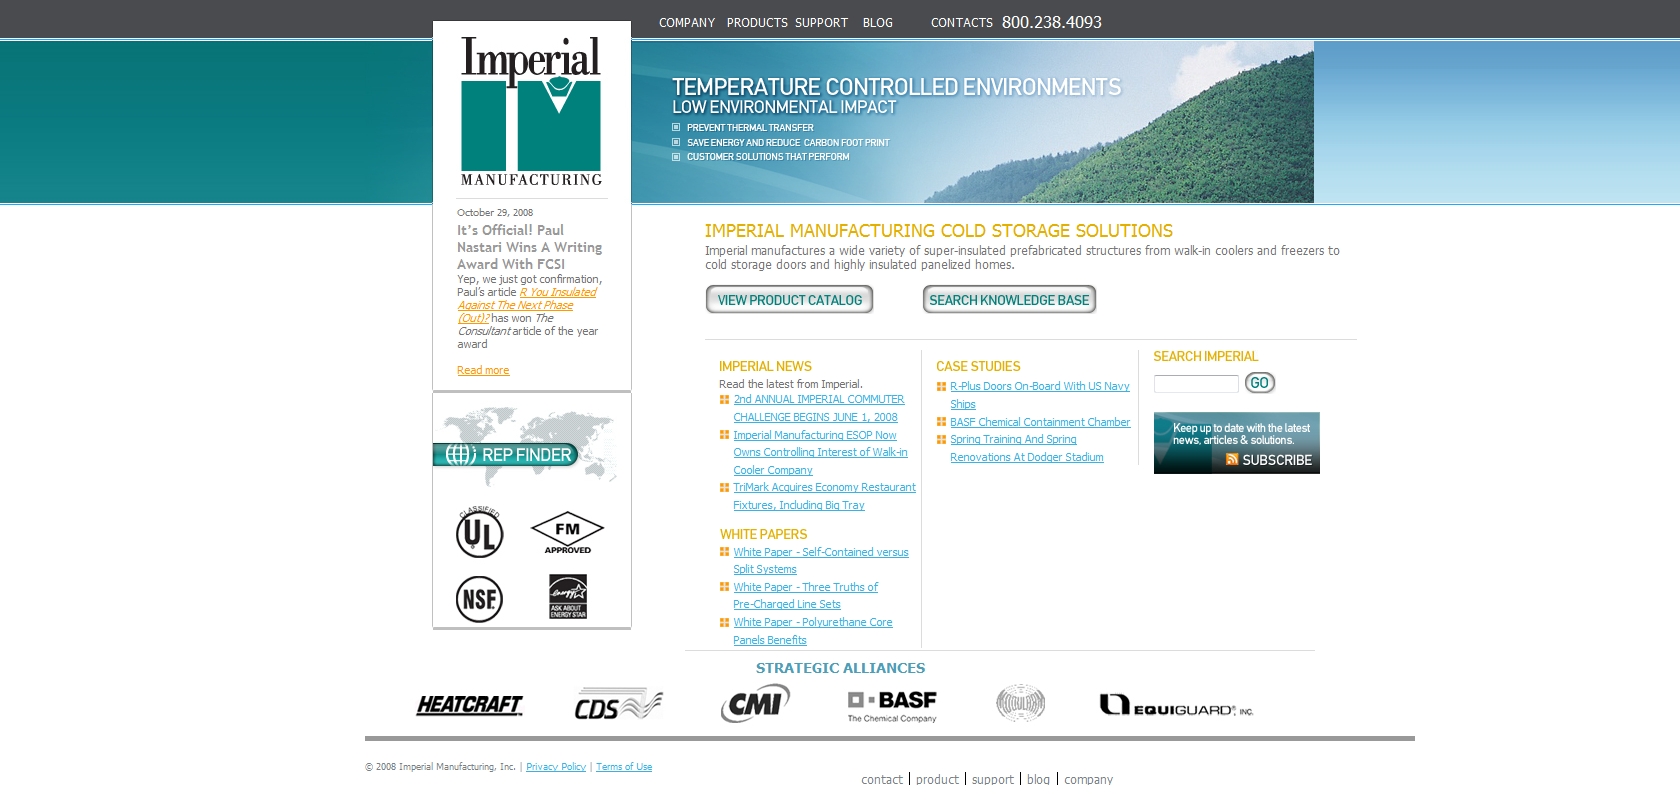 COMPANY PRODUCTS SUPPORT BLOG CONTACTS 800.238.4093
Imperial
MANUFACTURING
TEMPERATURE CONTROLLED ENVIRONMENTS
LOW ENVIRONMENTAL IMPACT
PREVENT THERMAL TRANSFER
SAVE ENERGY AND REDUCE CARBON FOOT PRINT
CUSTOMER SOLUTIONS THAT PERFORM
October 29, 2008
It's Official! Paul
Nastari Wins A Writing
Award With FCSI
Yep, we just got confirmation,
Paul's article R You Insulated
Against The Next Phase
(Out)? has won The
Consultant article of the year
award
Read more
REP FINDER
CLASSIFIED
UL
FM
APPROVED
NSF
energy
ASK ABOUT
ENERGY STAR
IMPERIAL MANUFACTURING COLD STORAGE SOLUTIONS
Imperial manufactures a wide variety of super-insulated prefabricated structures from walk-in coolers and freezers to
cold storage doors and highly insulated panelized homes.
VIEW PRODUCT CATALOG
SEARCH KNOWLEDGE BASE
IMPERIAL NEWS
Read the latest from Imperial.
2nd ANNUAL IMPERIAL COMMUTER
CHALLENGE BEGINS JUNE 1, 2008
Imperial Manufacturing ESOP Now
Owns Controlling Interest of Walk-in
Cooler Company
TriMark Acquires Economy Restaurant
Fixtures, Including Big Tray
WHITE PAPERS
White Paper - Self-Contained versus
Split Systems
White Paper - Three Truths of
Pre-Charged Line Sets
White Paper - Polyurethane Core
Panels Benefits
CASE STUDIES
R-Plus Doors On-Board With US Navy
Ships
BASF Chemical Containment Chamber
Spring Training And Spring
Renovations At Dodger Stadium
SEARCH IMPERIAL
GO
Keep up to date with the latest
news, articles & solutions.
SUBSCRIBE
STRATEGIC ALLIANCES
HEATCRAFT
CDS
CMI
BASF
The Chemical Company
EQUIGUARD, INC.
© 2008 Imperial Manufacturing, Inc. | Privacy Policy | Terms of Use
contact | product | support | blog | company